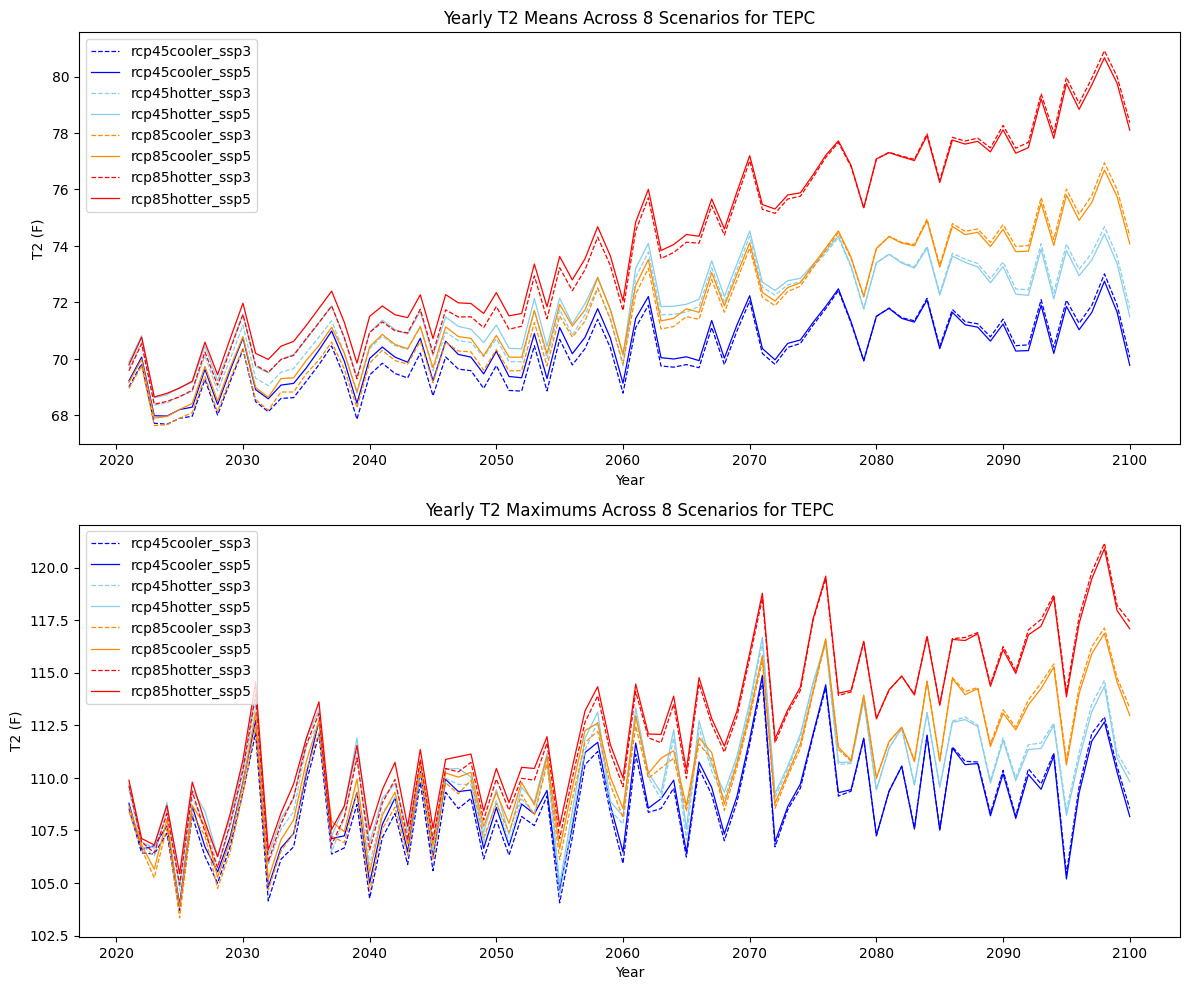 Yearly T2 Means Across 8 Scenarios for TEPC
rcp45cooler_ssp3
rcp45cooler_ssp5
rcp45hotter_ssp3
rcp45hotter_ssp5
rcp85cooler_ssp3
rcp85cooler_ssp5
rcp85hotter_ssp3
rcp85hotter_ssp5
80
78
76
74
72
70
68
T2 (F)
2020 2030 2040 2050 2060 2070 2080 2090 2100
Year
Yearly T2 Maximums Across 8 Scenarios for TEPC
rcp45cooler_ssp3
rcp45cooler_ssp5
rcp45hotter_ssp3
rcp45hotter_ssp5
rcp85cooler_ssp3
rcp85cooler_ssp5
rcp85hotter_ssp3
rcp85hotter_ssp5
120.0
117.5
115.0
112.5
110.0
107.5
105.0
102.5
T2 (F)
2020 2030 2040 2050 2060 2070 2080 2090 2100
Year